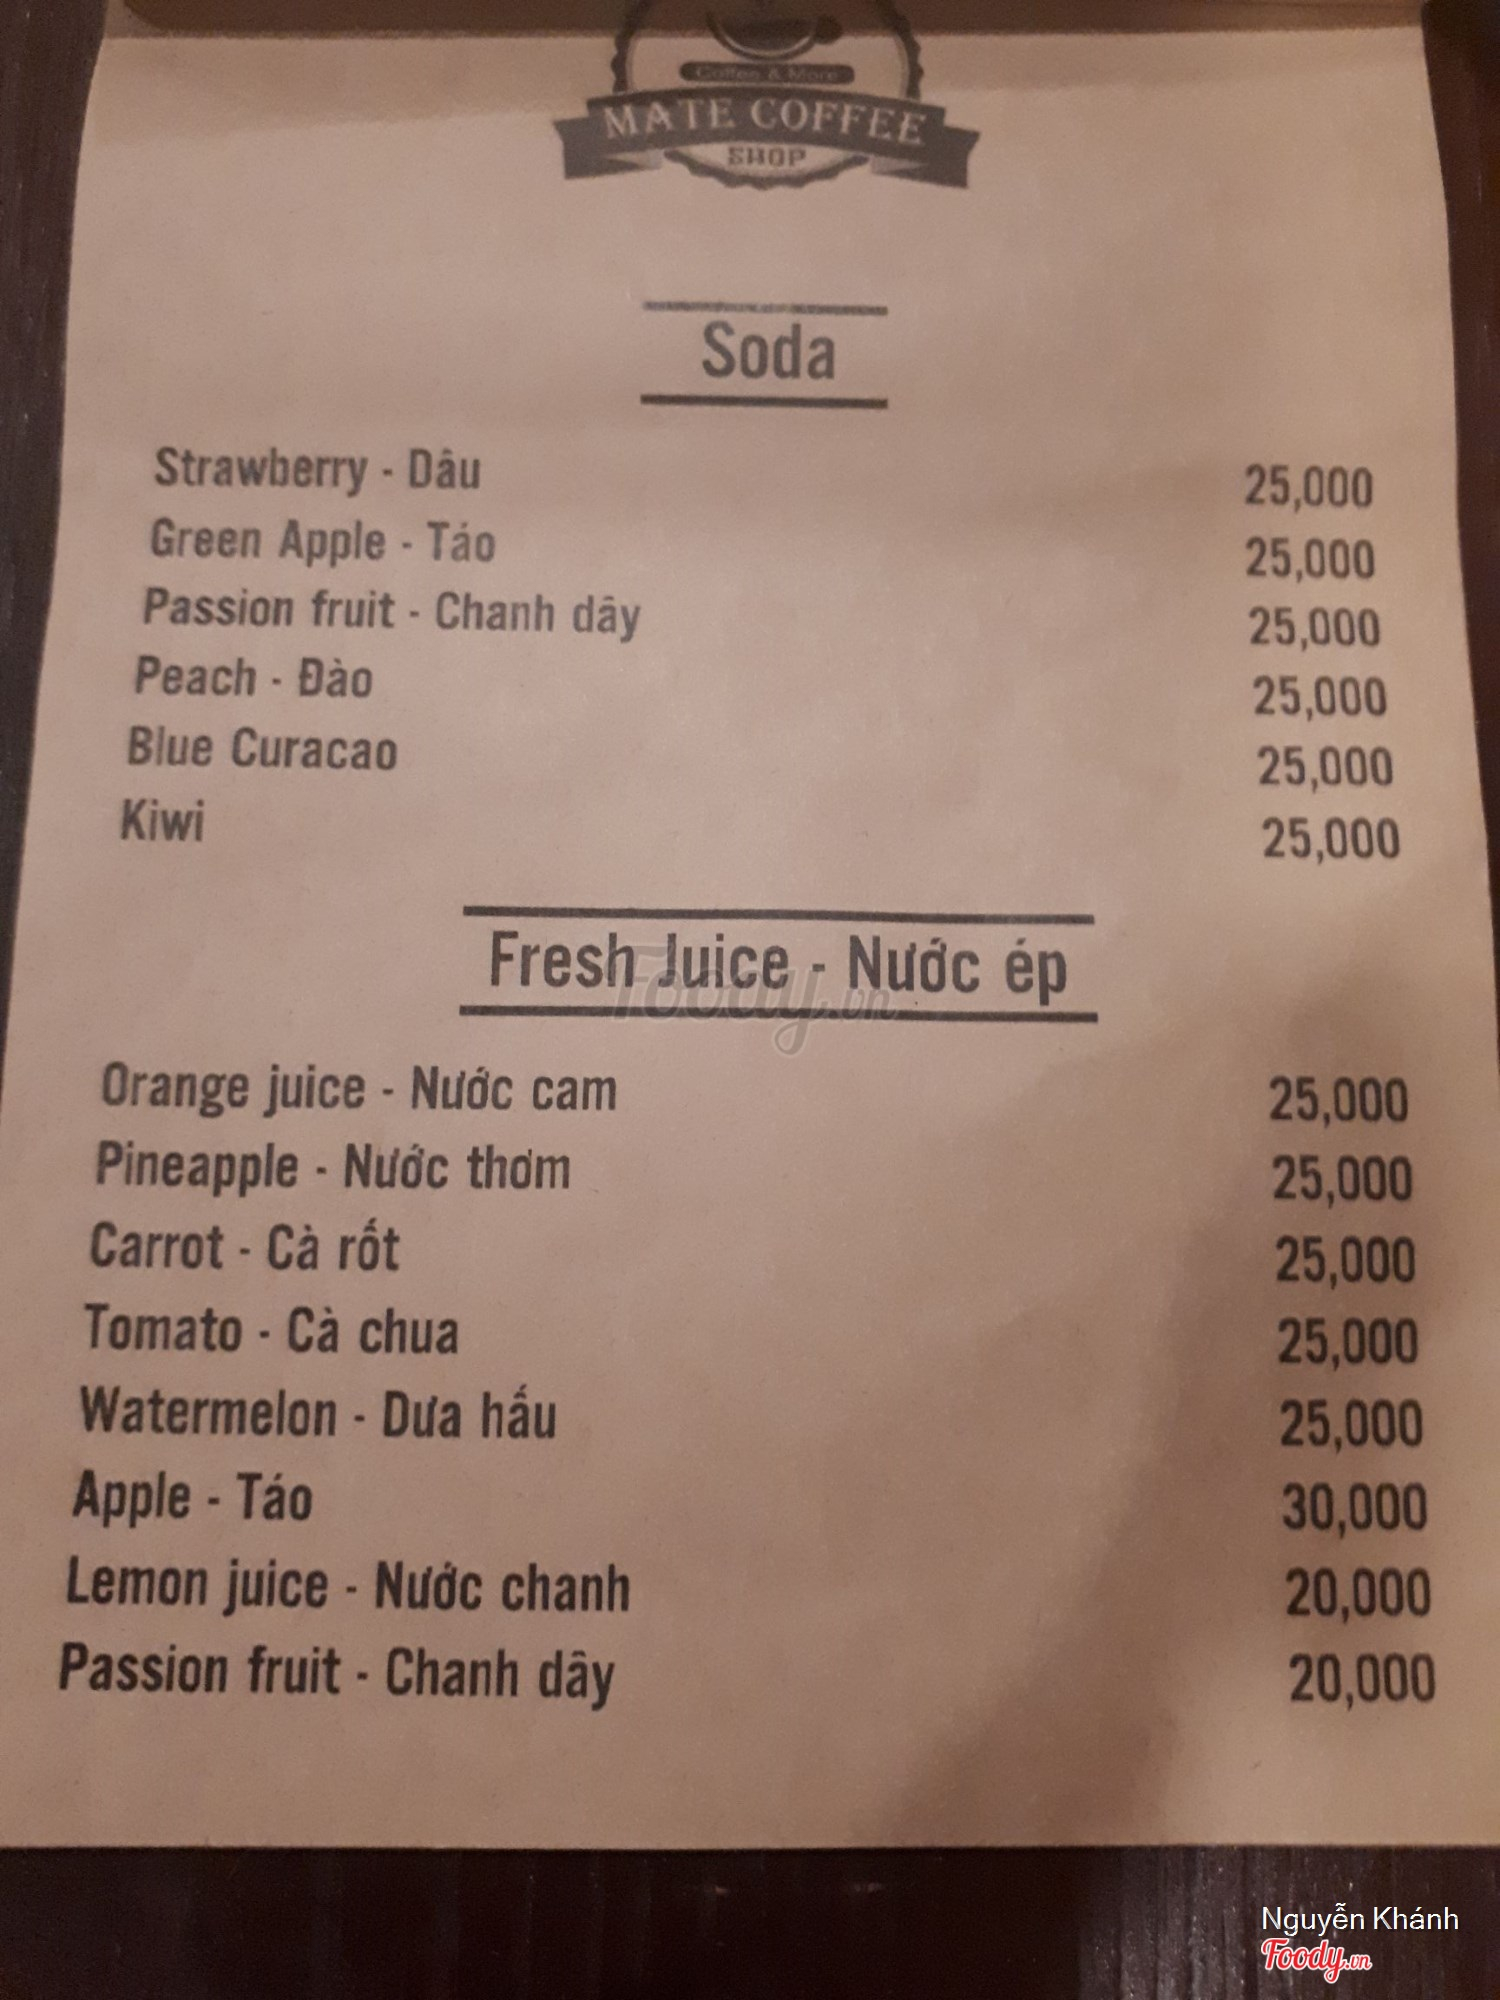 Coffee & More
MATE COFFEE
SHOP
Soda
Strawberry - Dâu 25,000
Green Apple - Táo 25,000
Passion fruit - Chanh dây 25,000
Peach - Đào 25,000
Blue Curacao 25,000
Kiwi 25,000
Fresh Juice - Nước ép
Foody.vn
Orange juice - Nước cam 25,000
Pineapple - Nước thơm 25,000
Carrot - Cà rốt 25,000
Tomato - Cà chua 25,000
Watermelon - Dưa hấu 25,000
Apple - Táo 30,000
Lemon juice - Nước chanh 20,000
Passion fruit - Chanh dây 20,000
Nguyễn Khánh
Foody.vn